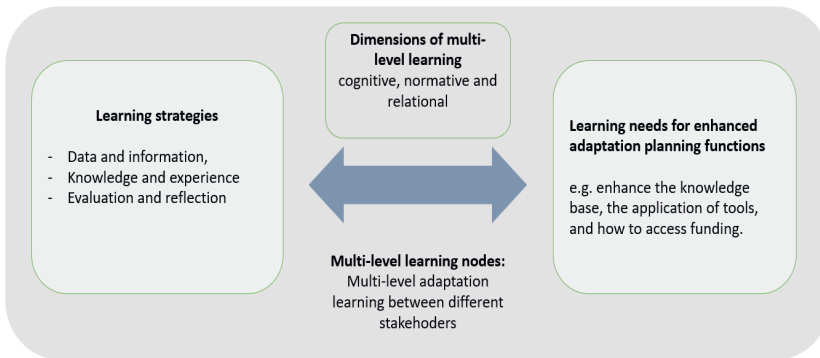 Learning strategies
- Data and information,
- Knowledge and experience
- Evaluation and reflection
Dimensions of multi-
level learning
cognitive, normative and
relational
Multi-level learning nodes:
Multi-level adaptation
learning between different
stakehoders
Learning needs for enhanced
adaptation planning functions
e.g. enhance the knowledge
base, the application of tools,
and how to access funding.